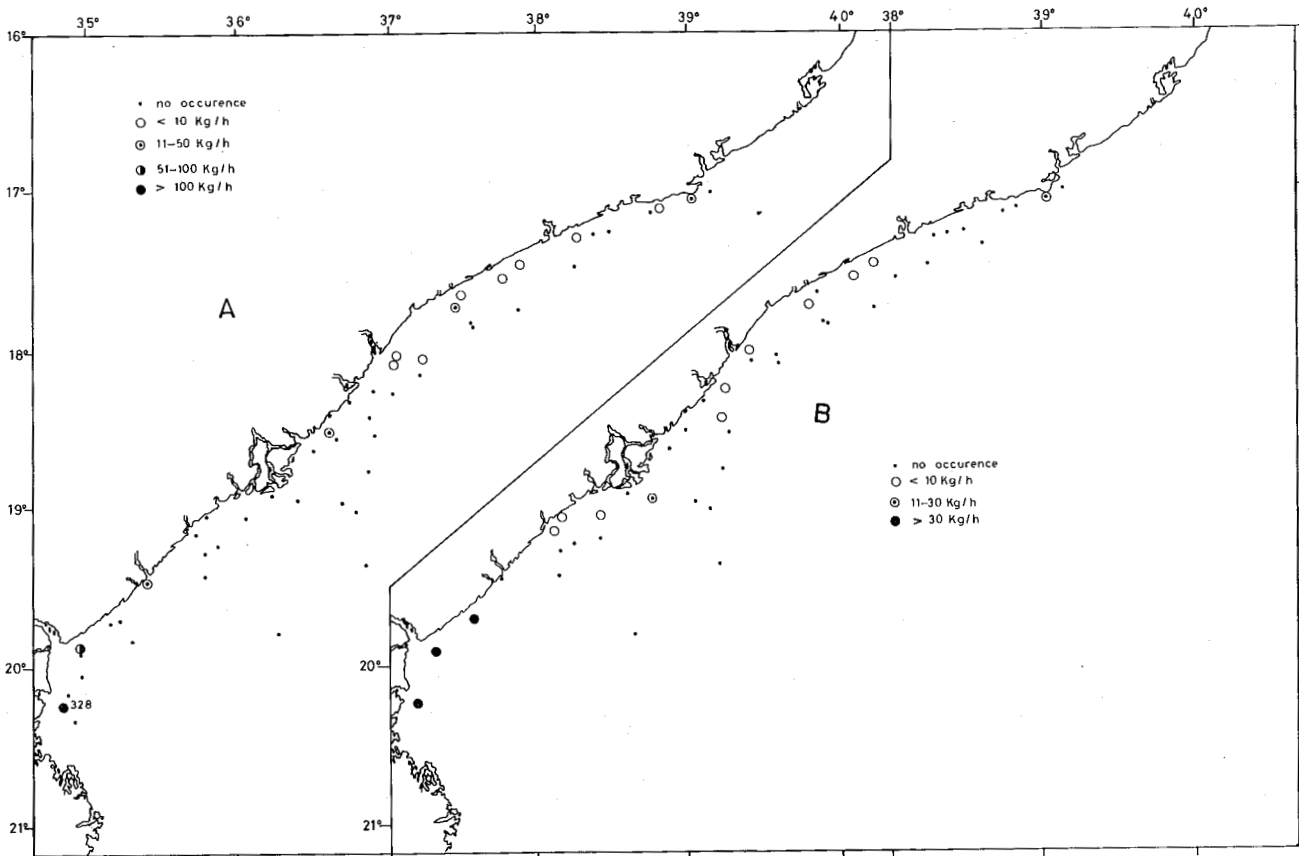 35° 36° 37° 38° 39° 40° 38° 39° 40°
16°
• no occurence
○ < 10 Kg/h
⊙ 11-50 Kg/h
◑ 51-100 Kg/h
● > 100 Kg/h
17°
A
18°
B
• no occurence
○ < 10 Kg/h
⊙ 11-30 Kg/h
● > 30 Kg/h
19°
20°
20°
328
21°
21°